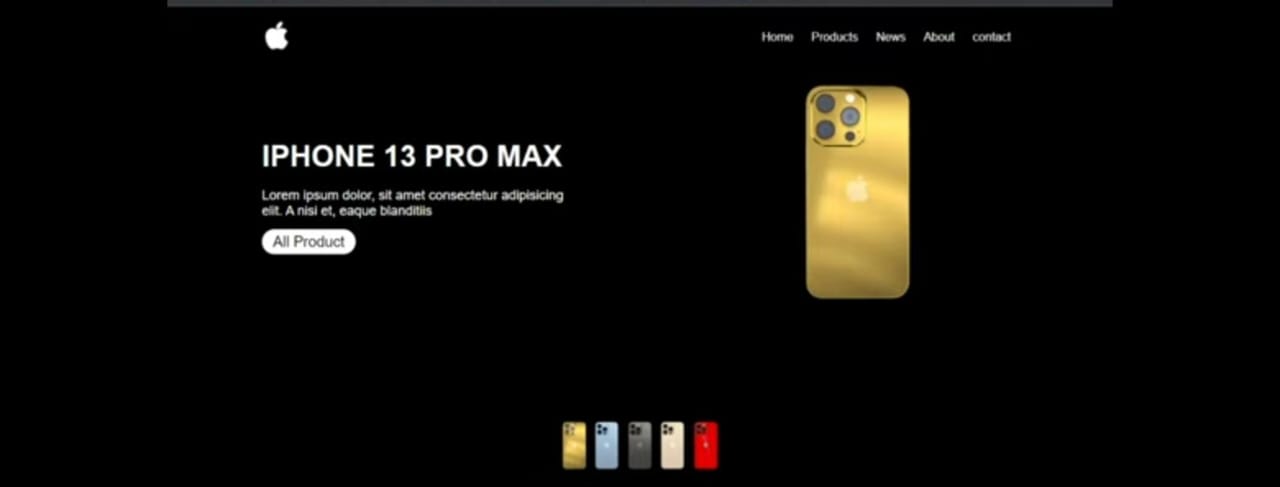 Home Products News About contact
IPHONE 13 PRO MAX
Lorem ipsum dolor, sit amet consectetur adipisicing
elit. A nisi et, eaque blanditiis
All Product